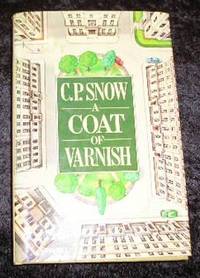 C.P. SNOW
A
COAT
OF
VARNISH